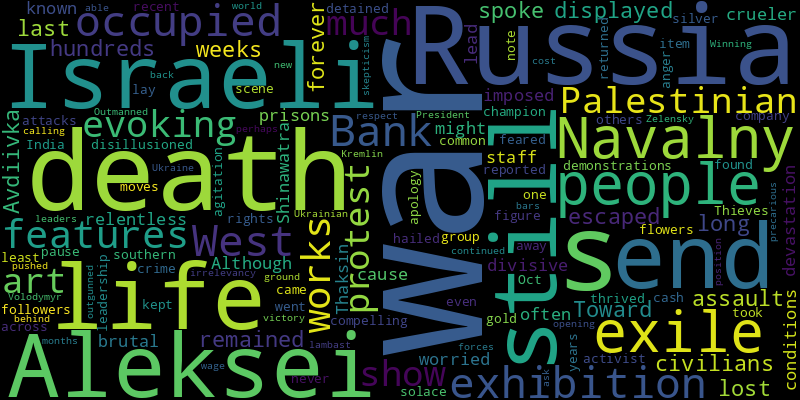 known
able
recent
world
last
occupied
much
detained
spoke
displayed
silver
crueler
hundreds
weeks
forever
Russia
lead
note
returned
anger
item
Winning
cost
Israeli
scene
back
new
skepticism
lay
attacks
Outmanned
prisons
respect
President
imposed
champion
Palestinian
others
Zelensky
company
calling
evoking
Bank
might
feared
Avdiivka
India
disillusioned
agitation
Shinawatra
perhaps
Kremlin
common
staff
reported
Navalny
demonstrations
found
death
moves
Ukraine
protest
apology
war
still
one
bars
people
Thieves
precarious
leaders
relentless
rights
Ukrainian
figure
escaped
flowers
long
devastation
features
West
works
hailed
group
away
divisive
s
end
position
least
pause
southern
Although
Thaksin
cause
continued
Oct
Toward
pushed
art
leadership
crime
irrelevancy
ground
came
compelling
even
often
thrived
cash
assault
conditions
Volodymyr
outgunned
kept
life
went
gold
opening
years
exile
took
followers
behind
across
brutal
remained
victory
worried
forces
activist
civilians
months
Aleksei
wage
never
lambast
show
solace
exhibition
ask
lost